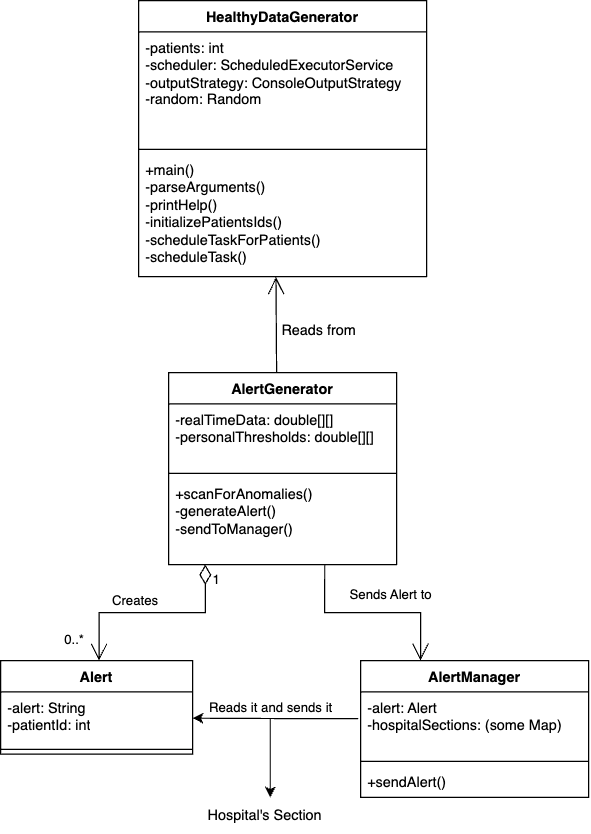 HealthyDataGenerator
-patients: int
-scheduler: ScheduledExecutorService
-outputStrategy: ConsoleOutputStrategy
-random: Random
+main()
-parseArguments()
-printHelp()
-initializePatientsIds()
-scheduleTaskForPatients()
-scheduleTask()
Reads from
AlertGenerator
-realTimeData: double[][]
-personalThresholds: double[][]
+scanForAnomalies()
-generateAlert()
-sendToManager()
1
Creates
Sends Alert to
0..*
Alert
-alert: String
-patientId: int
AlertManager
-alert: Alert
-hospitalSections: (some Map)
+sendAlert()
Reads it and sends it
Hospital's Section